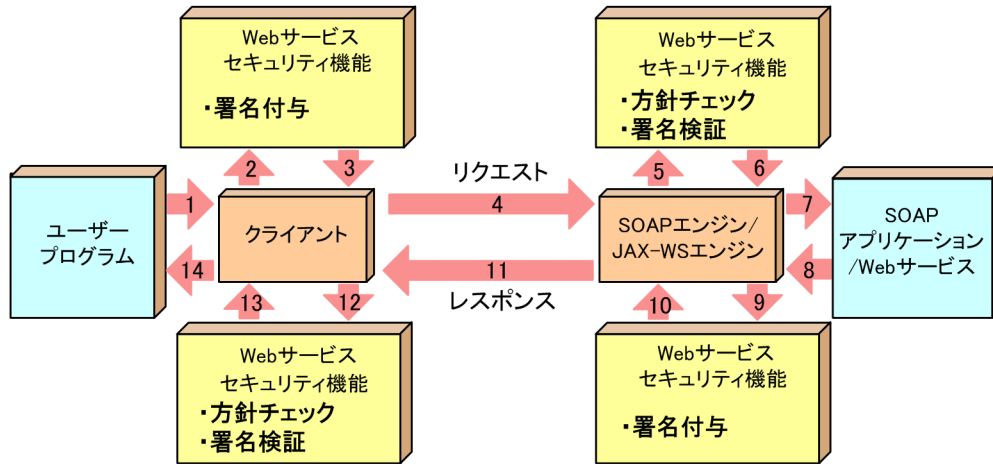 Webサービス
セキュリティ機能
・署名付与
Webサービス
セキュリティ機能
・方針チェック
・署名検証
2
3
リクエスト
5
6
1
4
7
ユーザー
プログラム
クライアント
SOAPエンジン/
JAX-WSエンジン
SOAP
アプリケーション
/Webサービス
14
11
8
レスポンス
13
12
10
9
Webサービス
セキュリティ機能
・方針チェック
・署名検証
Webサービス
セキュリティ機能
・署名付与